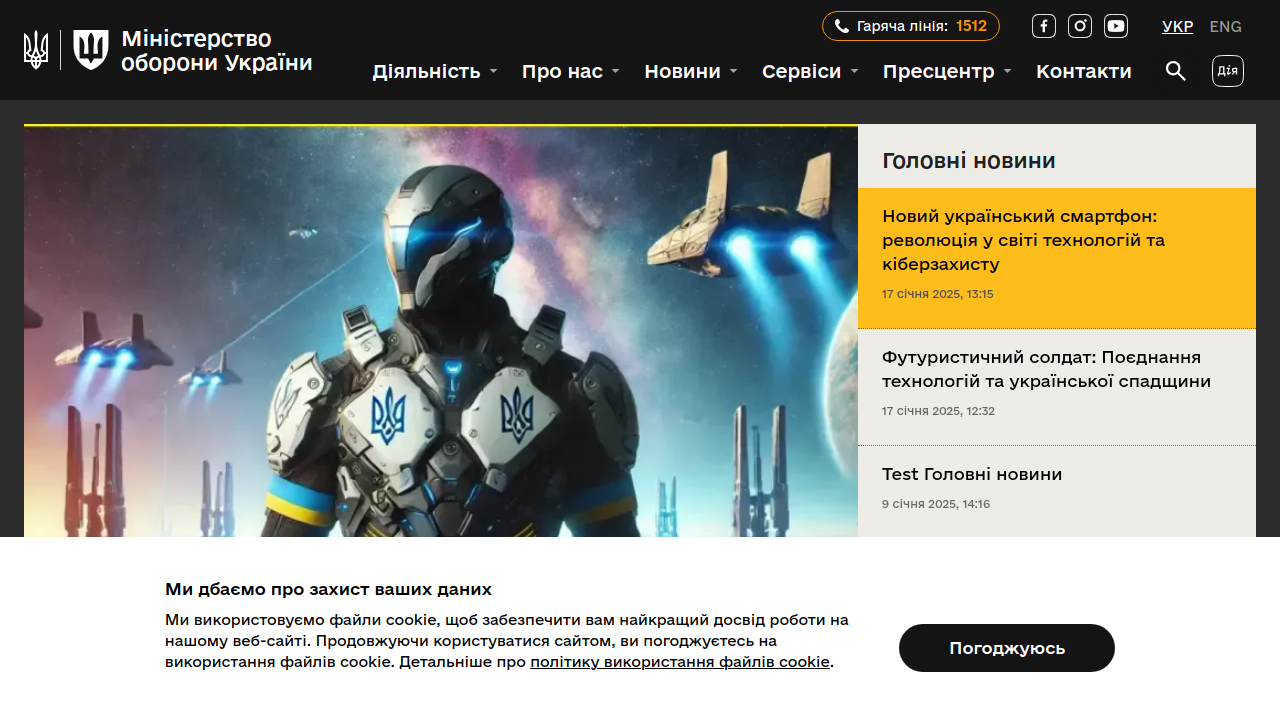 Міністерство
оборони України
Гаряча лінія: 1512
УКР ENG
Діяльність Про нас Новини Сервіси Пресцентр Контакти
Дія
Головні новини
Новий український смартфон:
революція у світі технологій та
кіберзахисту
17 січня 2025, 13:15
Футуристичний солдат: Поєднання
технологій та української спадщини
17 січня 2025, 12:32
Test Головні новини
9 січня 2025, 14:16
Ми дбаємо про захист ваших даних
Ми використовуємо файли cookie, щоб забезпечити вам найкращий досвід роботи на
нашому веб-сайті. Продовжуючи користуватися сайтом, ви погоджуєтесь на
використання файлів cookie. Детальніше про політику використання файлів cookie.
Погоджуюсь